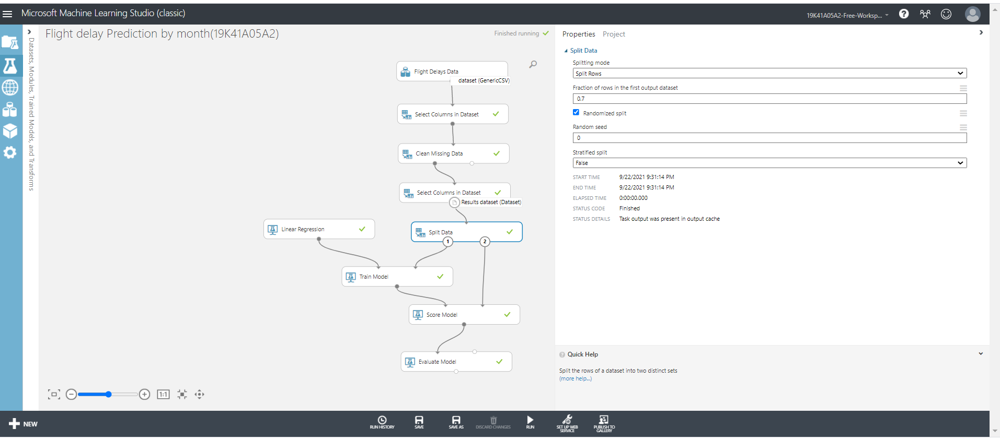 Microsoft Machine Learning Studio (classic)
19K41A05A2-Free-Worksp...
Datasets, Modules, Trained Models, and Transforms
Flight delay Prediction by month(19K41A05A2)
Finished running
Flight Delays Data
dataset (GenericCSV)
Select Columns in Dataset
Clean Missing Data
Select Columns in Dataset
Results dataset (Dataset)
Linear Regression
Split Data
1
2
Train Model
Score Model
Evaluate Model
1:1
Properties
Project
Split Data
Splitting mode
Split Rows
Fraction of rows in the first output dataset
0.7
Randomized split
Random seed
0
Stratified split
False
START TIME 9/22/2021 9:31:14 PM
END TIME 9/22/2021 9:31:14 PM
ELAPSED TIME 0:00:00.000
STATUS CODE Finished
STATUS DETAILS Task output was present in output cache
Quick Help
Split the rows of a dataset into two distinct sets
(more help...)
NEW
RUN HISTORY
SAVE
SAVE AS
DISCARD CHANGES
RUN
SET UP WEB
SERVICE
PUBLISH TO
GALLERY